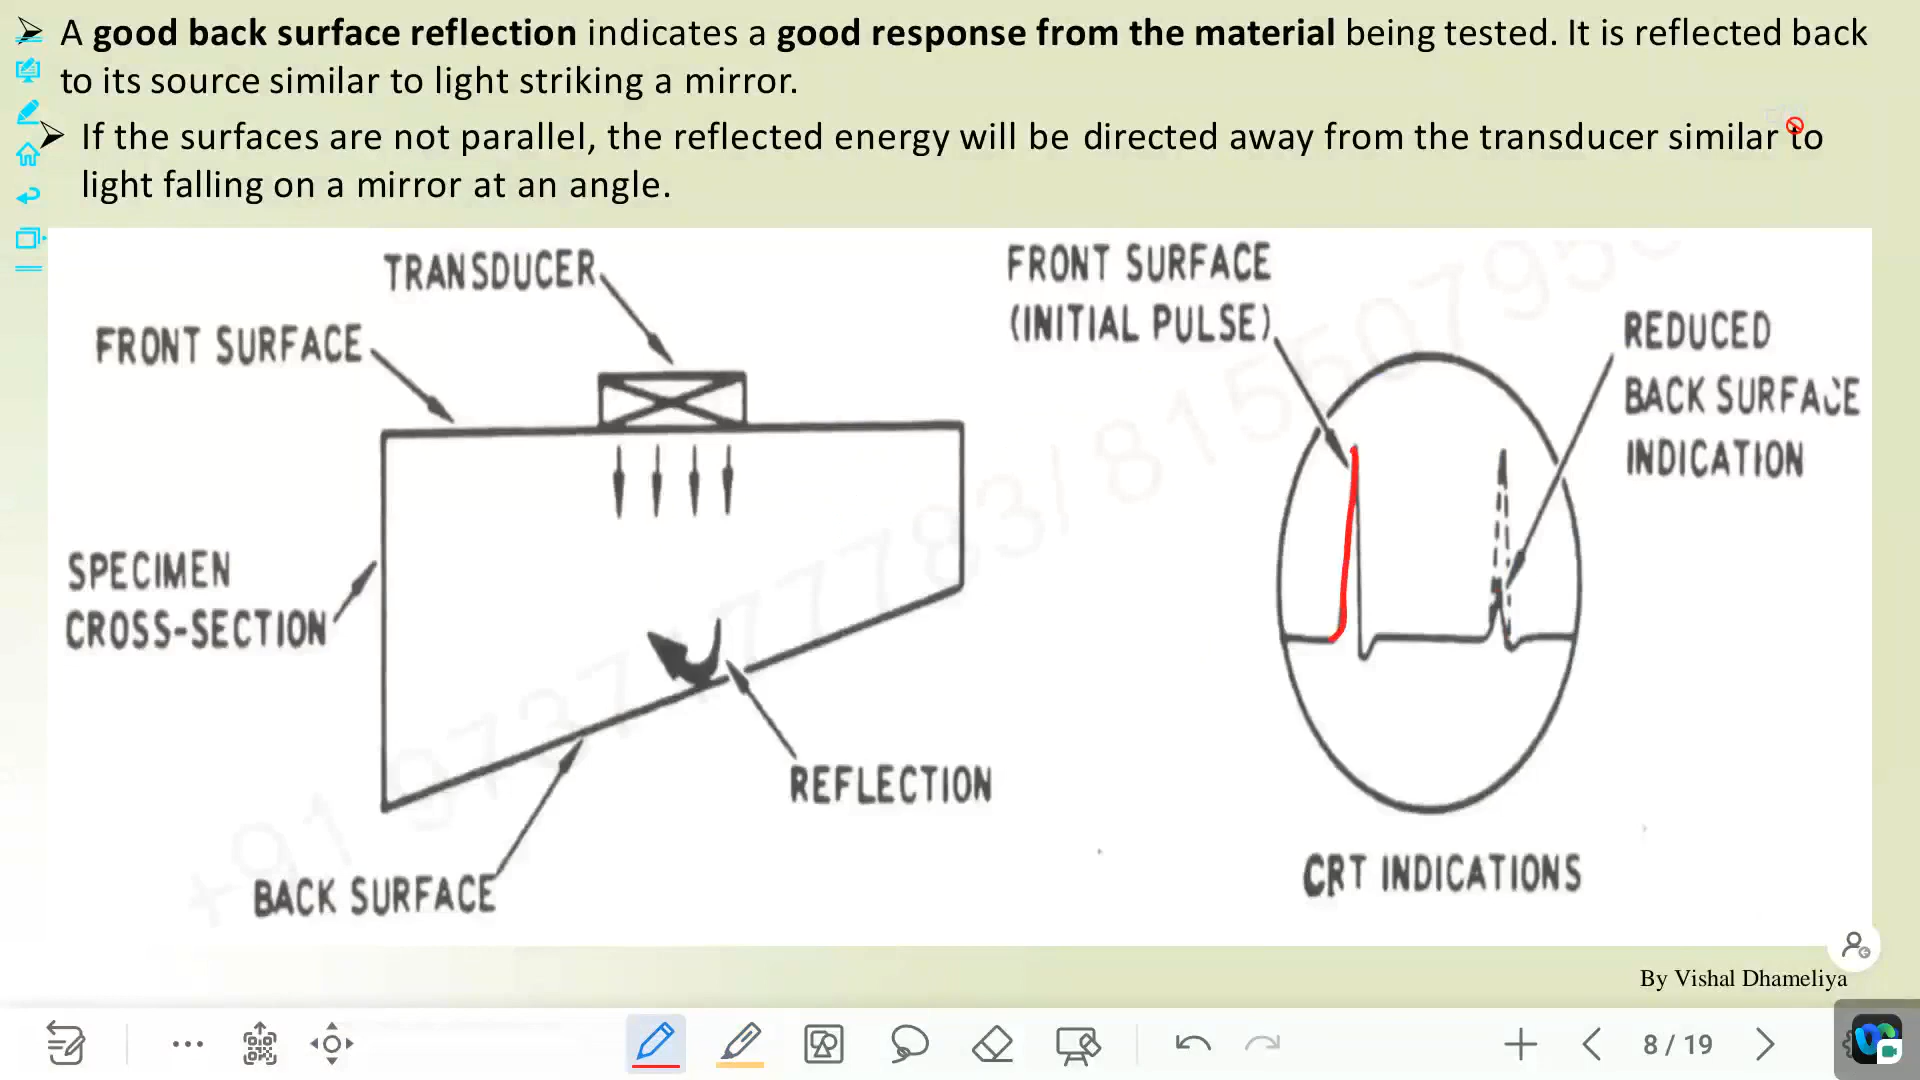 ➢ A good back surface reflection indicates a good response from the material being tested. It is reflected back
to its source similar to light striking a mirror.
➢ If the surfaces are not parallel, the reflected energy will be directed away from the transducer similar to
light falling on a mirror at an angle.
TRANSDUCER
FRONT SURFACE
SPECIMEN
CROSS-SECTION
REFLECTION
BACK SURFACE
FRONT SURFACE
(INITIAL PULSE)
REDUCED
BACK SURFACE
INDICATION
CRT INDICATIONS
By Vishal Dhameliya
8 / 19